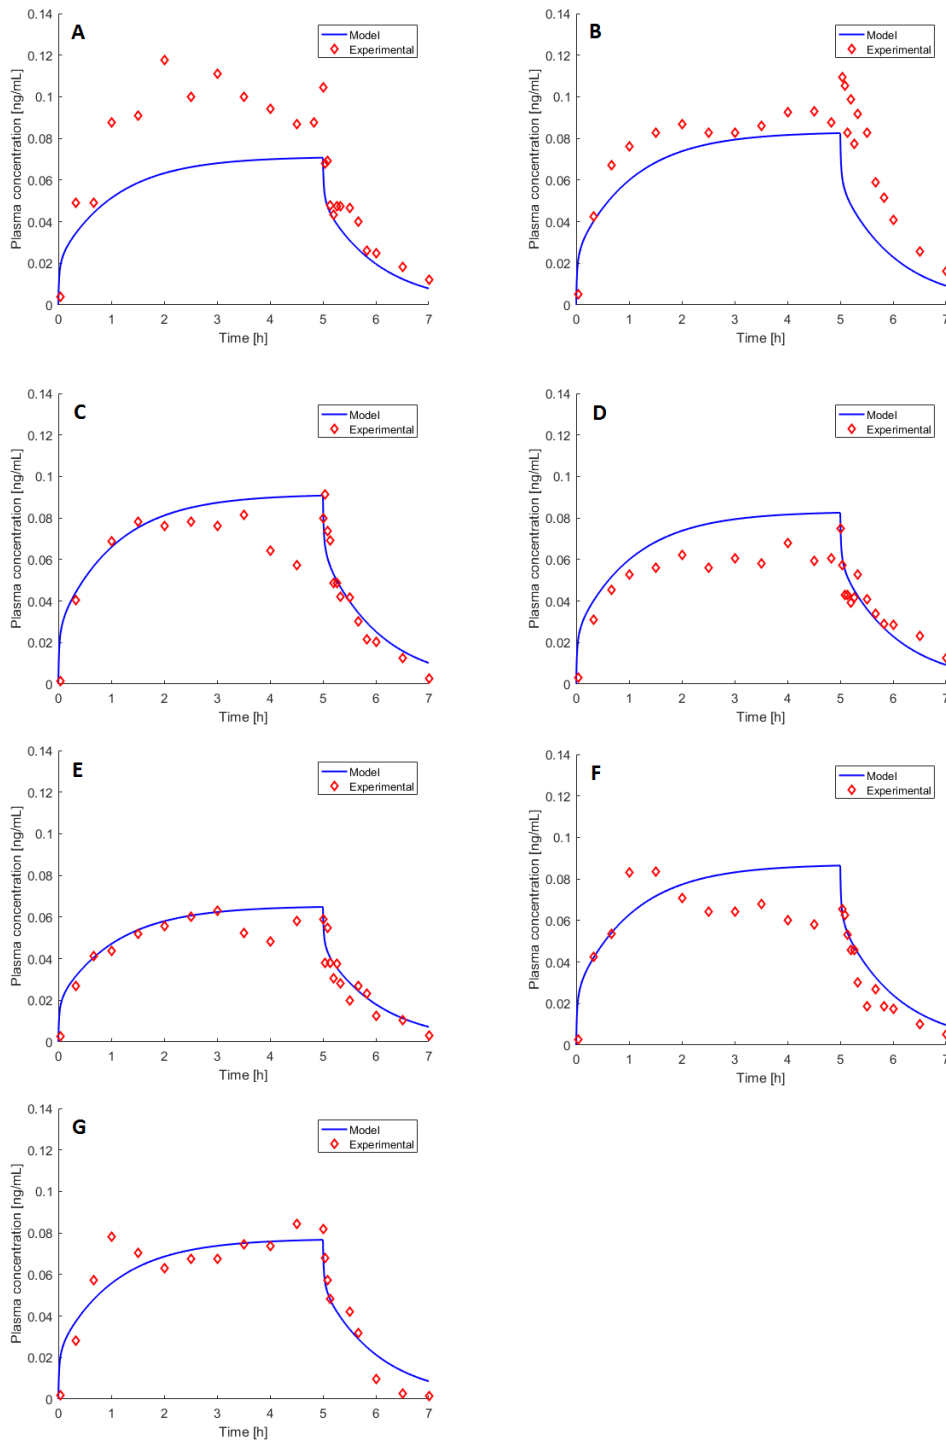 A
Model
Experimental
Plasma concentration [ng/mL]
0.14
0.12
0.1
0.08
0.06
0.04
0.02
0
0 1 2 3 4 5 6 7
Time [h]
B
Model
Experimental
Plasma concentration [ng/mL]
0.14
0.12
0.1
0.08
0.06
0.04
0.02
0
0 1 2 3 4 5 6 7
Time [h]
C
Model
Experimental
Plasma concentration [ng/mL]
0.14
0.12
0.1
0.08
0.06
0.04
0.02
0
0 1 2 3 4 5 6 7
Time [h]
D
Model
Experimental
Plasma concentration [ng/mL]
0.14
0.12
0.1
0.08
0.06
0.04
0.02
0
0 1 2 3 4 5 6 7
Time [h]
E
Model
Experimental
Plasma concentration [ng/mL]
0.14
0.12
0.1
0.08
0.06
0.04
0.02
0
0 1 2 3 4 5 6 7
Time [h]
F
Model
Experimental
Plasma concentration [ng/mL]
0.14
0.12
0.1
0.08
0.06
0.04
0.02
0
0 1 2 3 4 5 6 7
Time [h]
G
Model
Experimental
Plasma concentration [ng/mL]
0.14
0.12
0.1
0.08
0.06
0.04
0.02
0
0 1 2 3 4 5 6 7
Time [h]